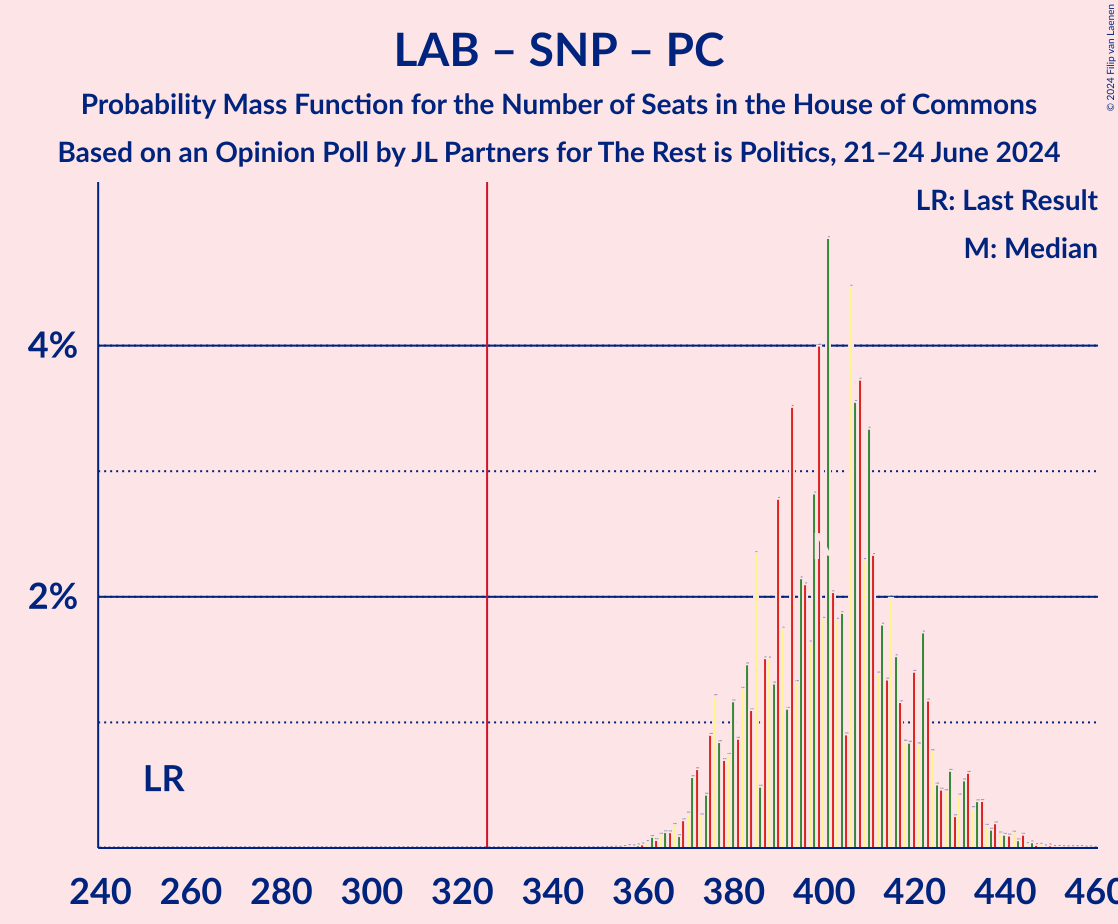 LAB – SNP – PC
Probability Mass Function for the Number of Seats in the House of Commons
Based on an Opinion Poll by JL Partners for The Rest is Politics, 21–24 June 2024
© 2024 Filip van Laenen
LR: Last Result
M: Median
4%
2%
LR
240 260 280 300 320 340 360 380 400 420 440 460